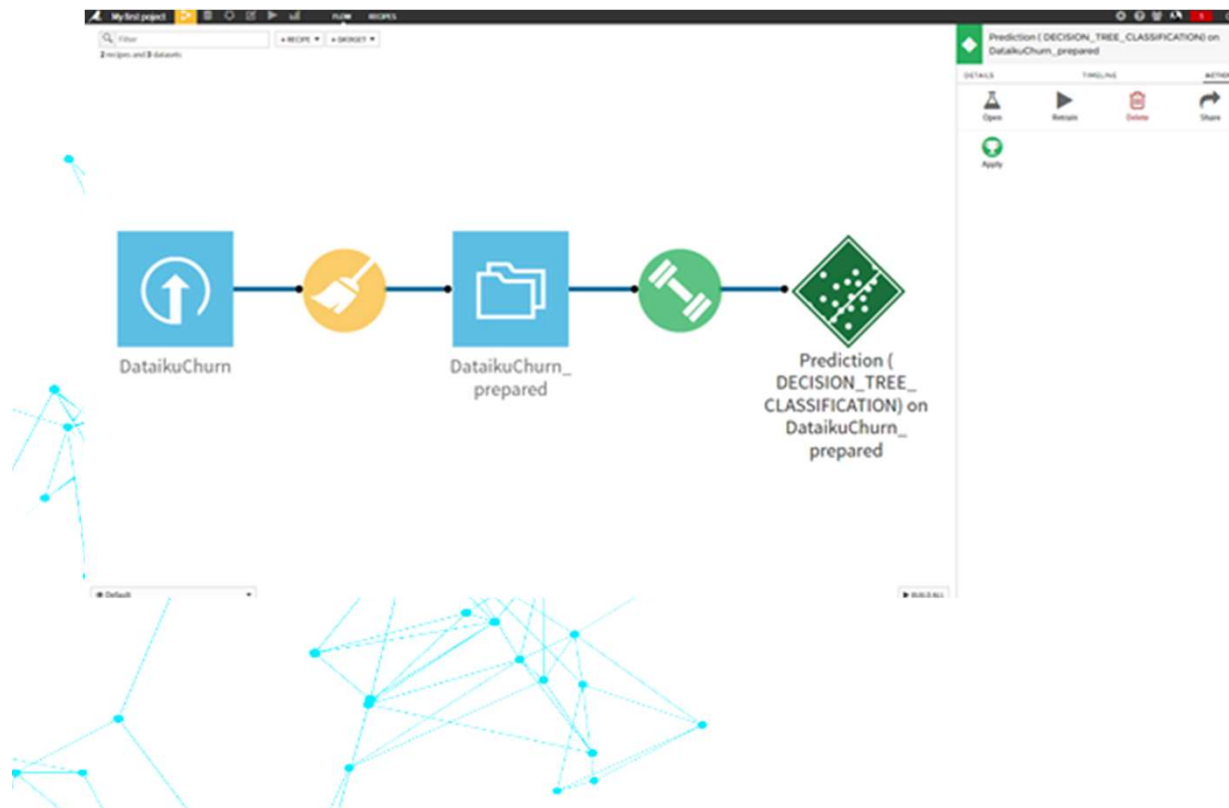 My first project
FLOW
RECIPES
Filter
+ RECIPE
+ DATASET
2 recipes and 3 datasets
Prediction ( DECISION_TREE_CLASSIFICATION) on
DataikuChurn_prepared
DETAILS
TIMELINE
ACTION
Open
Retrain
Delete
Share
Apply
DataikuChurn
DataikuChurn_
prepared
Prediction (
DECISION_TREE_
CLASSIFICATION) on
DataikuChurn_
prepared
Default
BUILD ALL